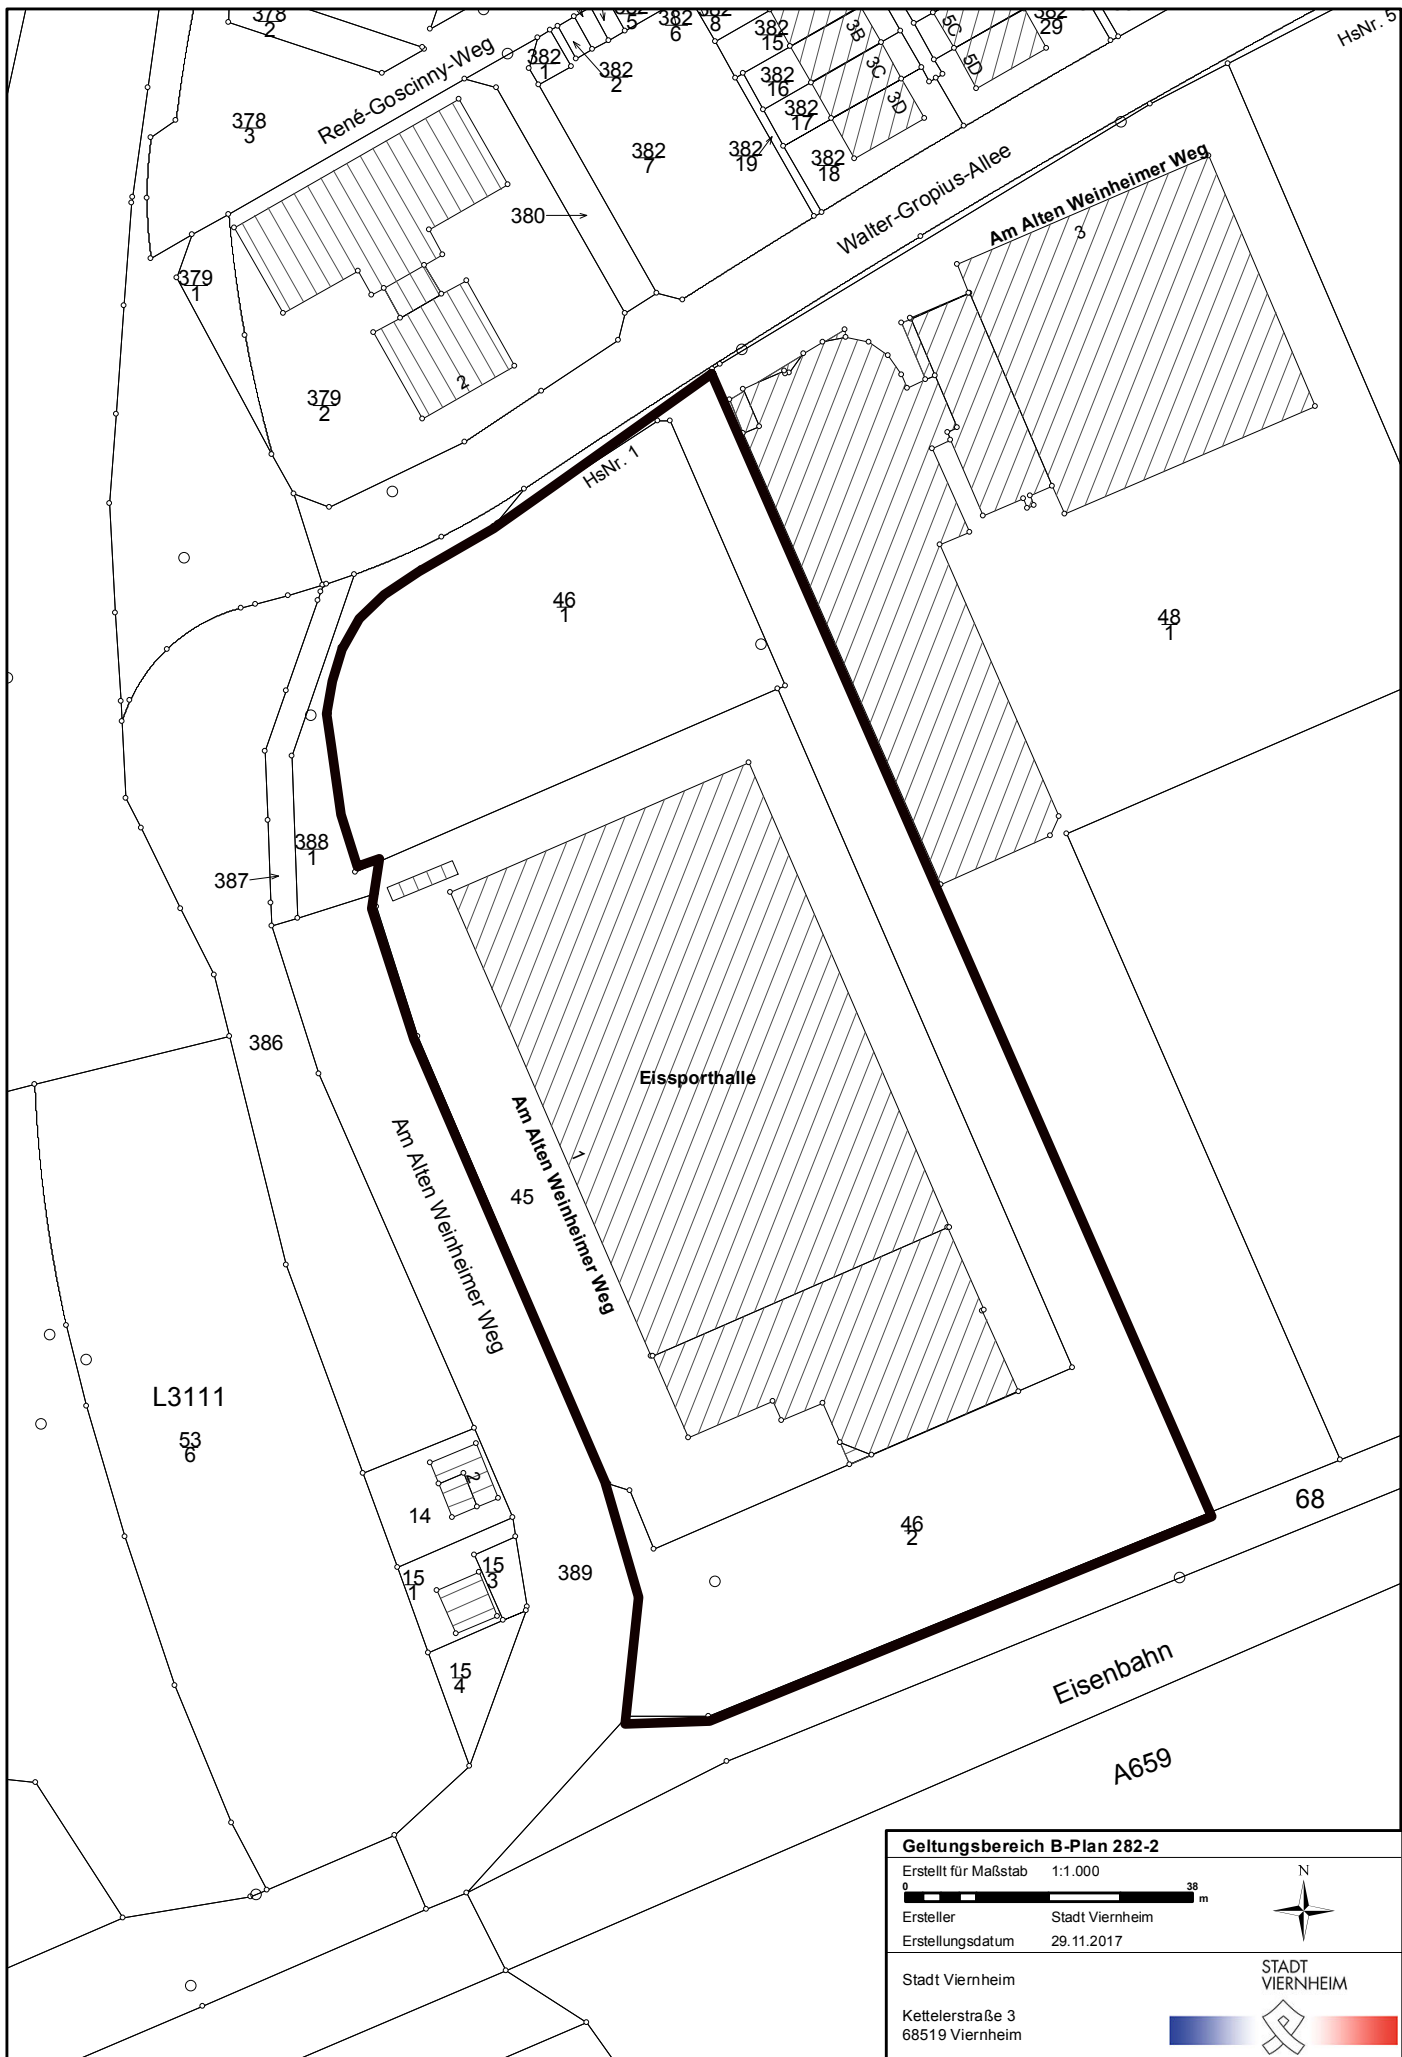 378
2
382
5
382
6
382
8
382
15
3B
5C
382
29
HsNr. 5
René-Goscinny-Weg
382
1
382
2
382
16
3C
5D
378
3
382
17
3D
382
7
382
19
382
18
Walter-Gropius-Allee
Am Alten Weinheimer Weg
3
380
379
1
379
2
2
HsNr. 1
46
1
48
1
388
1
387
386
Eissporthalle
Am Alten Weinheimer Weg
Am Alten Weinheimer Weg
1
45
L3111
53
6
2
14
15
1
15
3
389
46
2
68
15
4
Eisenbahn
A659
Geltungsbereich B-Plan 282-2
Erstellt für Maßstab 1:1.000
0 38
m
N
Ersteller Stadt Viernheim
Erstellungsdatum 29.11.2017
Stadt Viernheim
Kettelerstraße 3
68519 Viernheim
STADT
VIERNHEIM